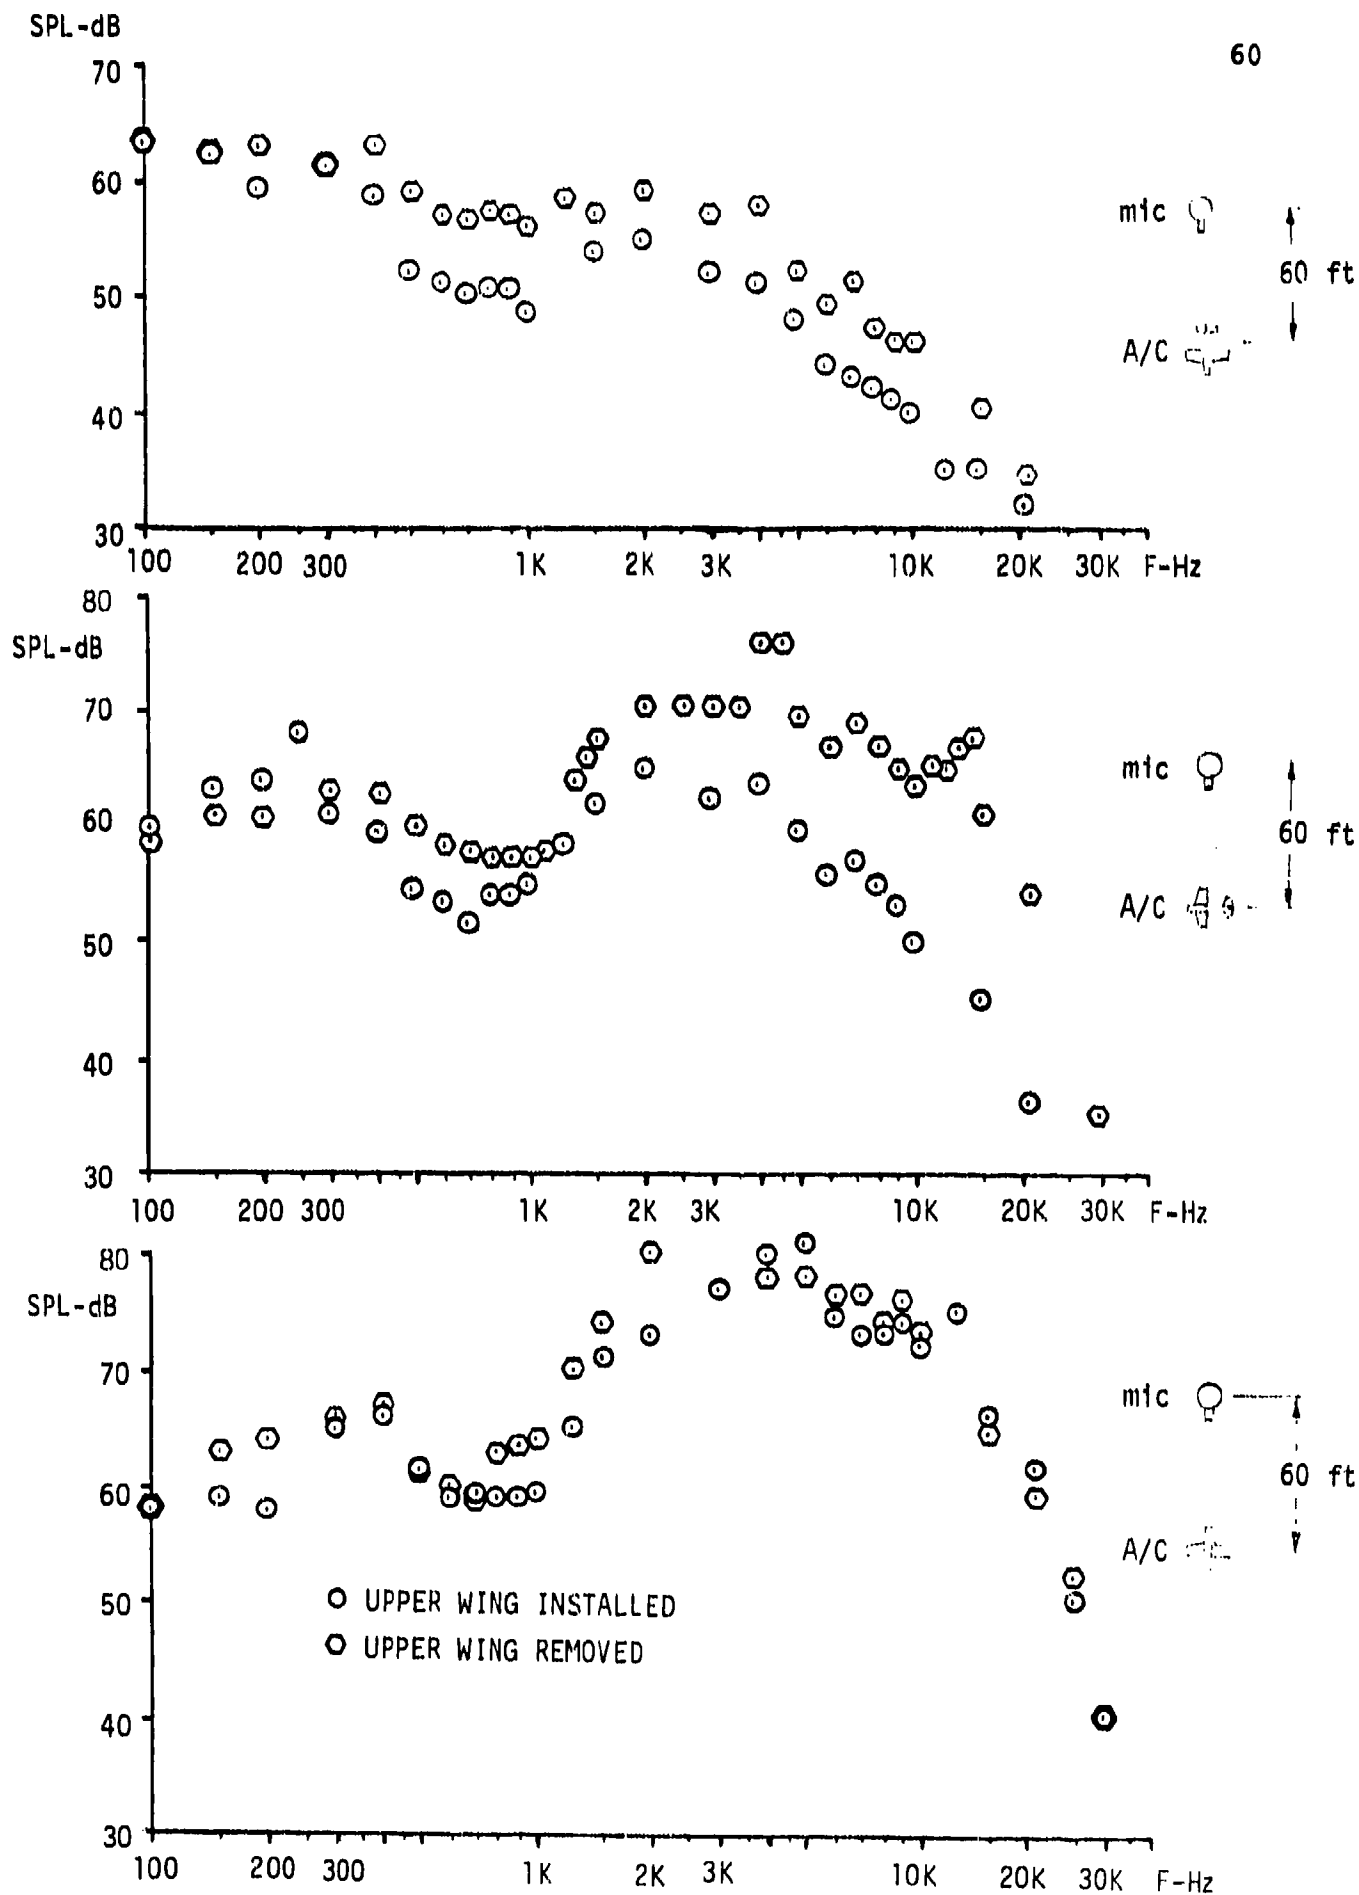 SPL-dB
60
70
60
50
40
30
mic
60 ft
A/C
100 200 300 1K 2K 3K 10K 20K 30K F-Hz
80
SPL-dB
70
60
50
40
30
mic
60 ft
A/C
100 200 300 1K 2K 3K 10K 20K 30K F-Hz
80
SPL-dB
70
60
50
40
30
mic
60 ft
A/C
UPPER WING INSTALLED
UPPER WING REMOVED
100 200 300 1K 2K 3K 10K 20K 30K F-Hz